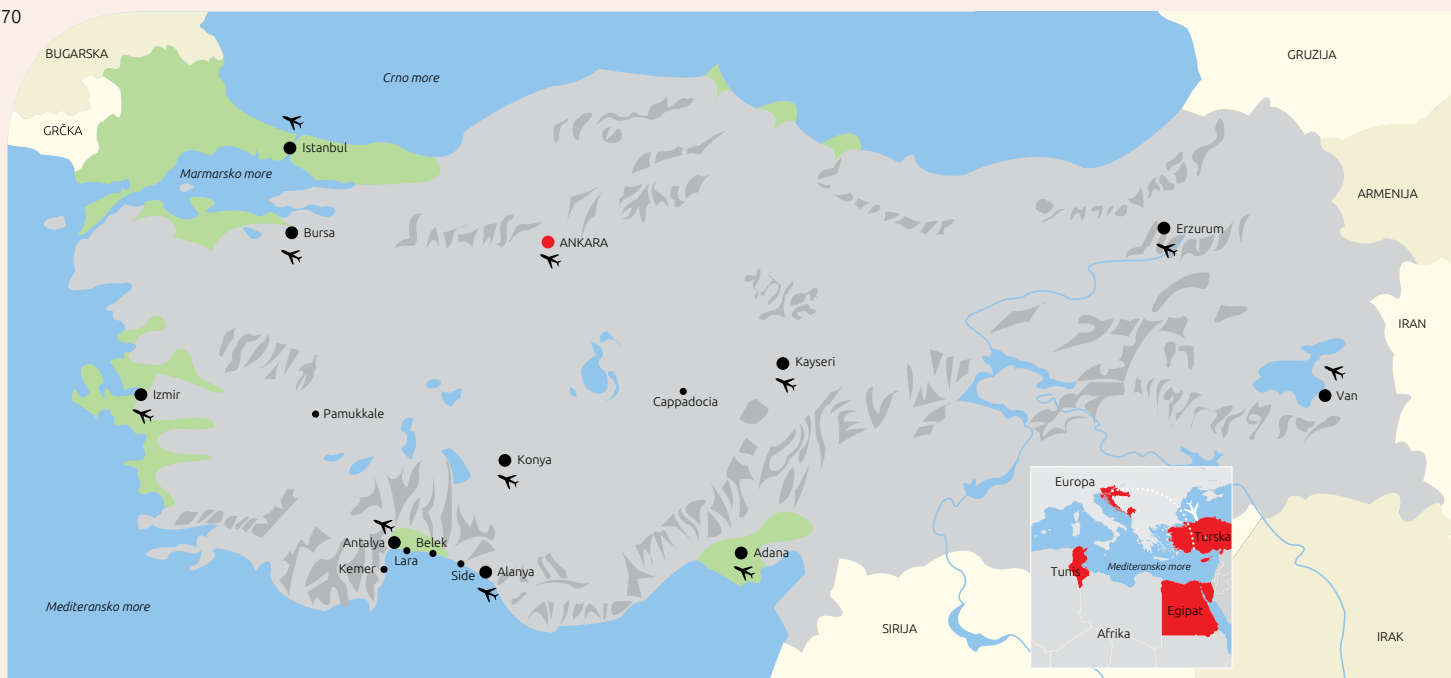 70
BUGARSKA
GRUZIJA
Crno more
GRČKA
Istanbul
Marmarsko more
ARMENIJA
Bursa
ANKARA
Erzurum
IRAN
Kayseri
Izmir
Cappadocia
Van
Pamukkale
Konya
Europa
Antalya
Belek
Lara
Kemer
Side
Alanya
Adana
Turska
Tunis
Mediteransko more
Mediteransko more
Egipat
SIRIJA
Afrika
IRAK